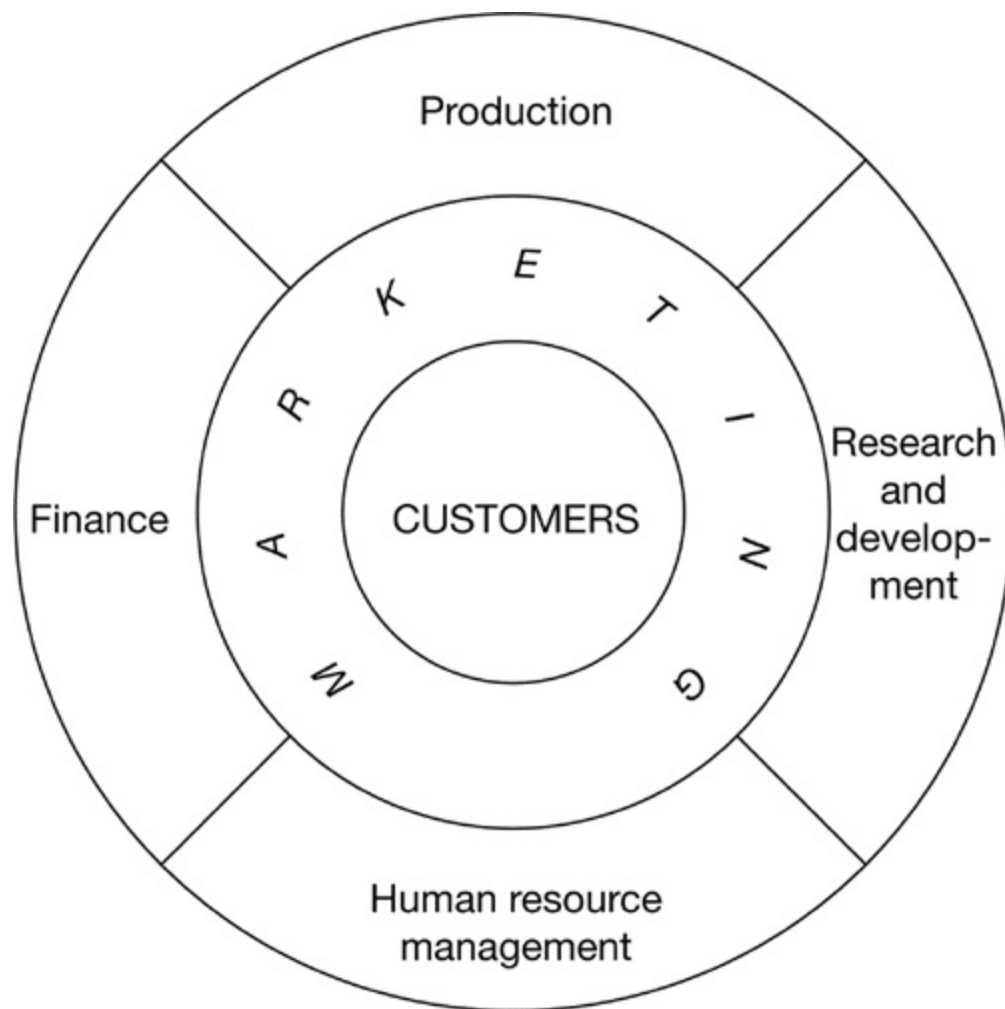 Production
MARKETING
Finance
CUSTOMERS
Research
and
develop-
ment
Human resource
management